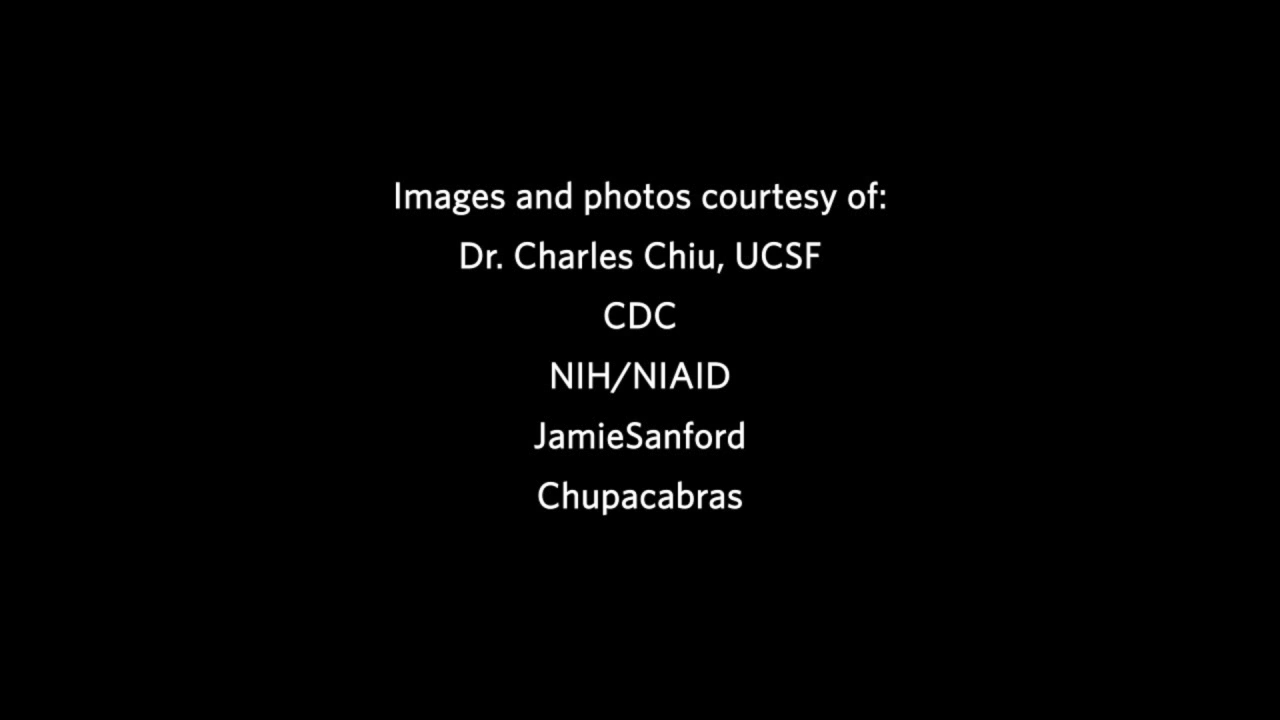 Images and photos courtesy of:
Dr. Charles Chiu, UCSF
CDC
NIH/NIAID
JamieSanford
Chupacabras